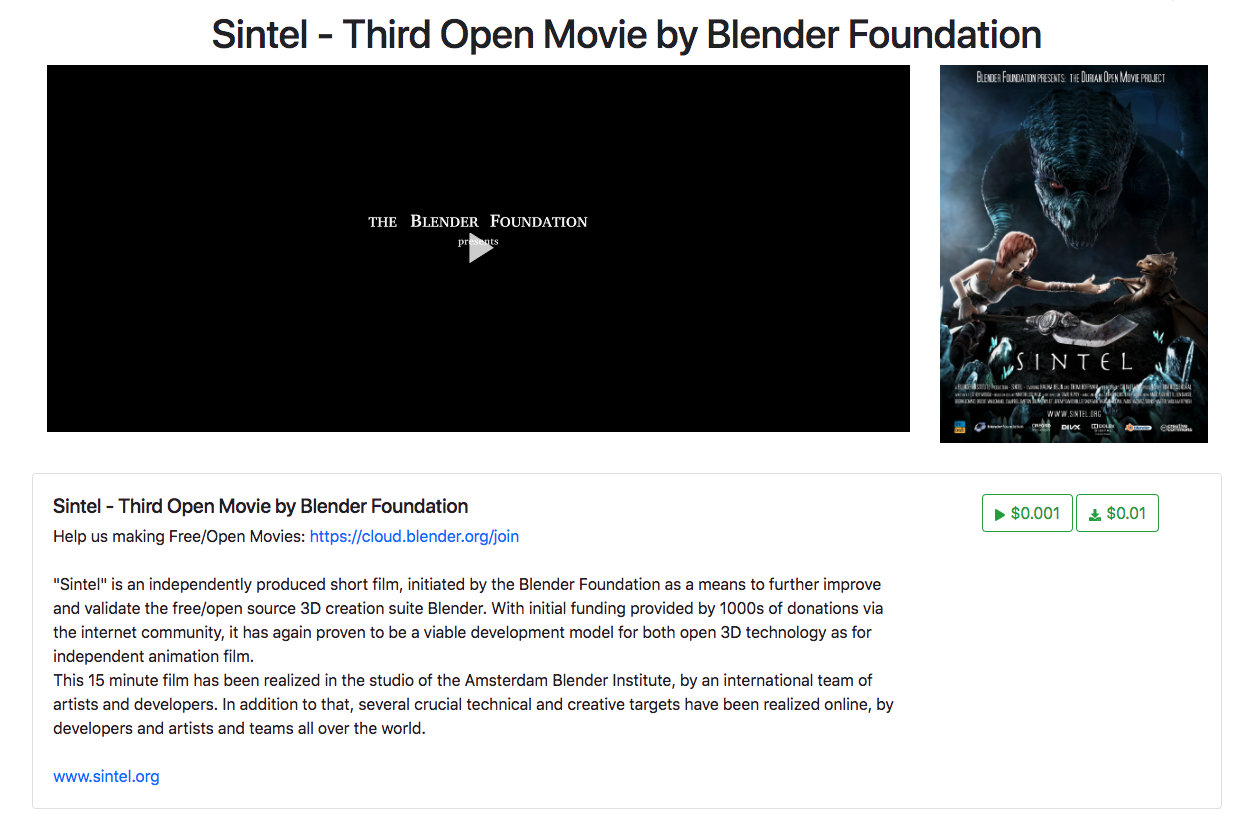 Sintel - Third Open Movie by Blender Foundation
THE BLENDER FOUNDATION
presents
BLENDER FOUNDATION PRESENTS: THE DURIAN OPEN MOVIE PROJECT
SINTEL
WWW.SINTEL.ORG
DIVX
DOLBY
creative commons
Sintel - Third Open Movie by Blender Foundation
$0.001
$0.01
Help us making Free/Open Movies: https://cloud.blender.org/join
"Sintel" is an independently produced short film, initiated by the Blender Foundation as a means to further improve
and validate the free/open source 3D creation suite Blender. With initial funding provided by 1000s of donations via
the internet community, it has again proven to be a viable development model for both open 3D technology as for
independent animation film.
This 15 minute film has been realized in the studio of the Amsterdam Blender Institute, by an international team of
artists and developers. In addition to that, several crucial technical and creative targets have been realized online, by
developers and artists and teams all over the world.
www.sintel.org